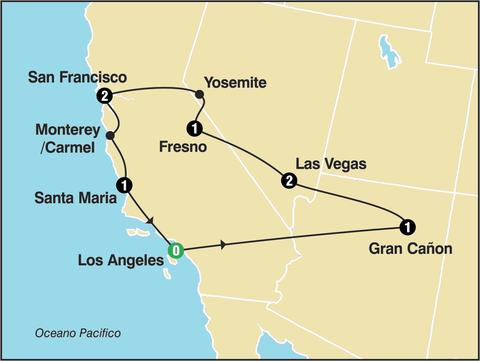 San Francisco
2
Yosemite
Monterey
/Carmel
1
Fresno
Las Vegas
2
1
Santa Maria
1
Gran Cañon
0
Los Angeles
Oceano Pacifico